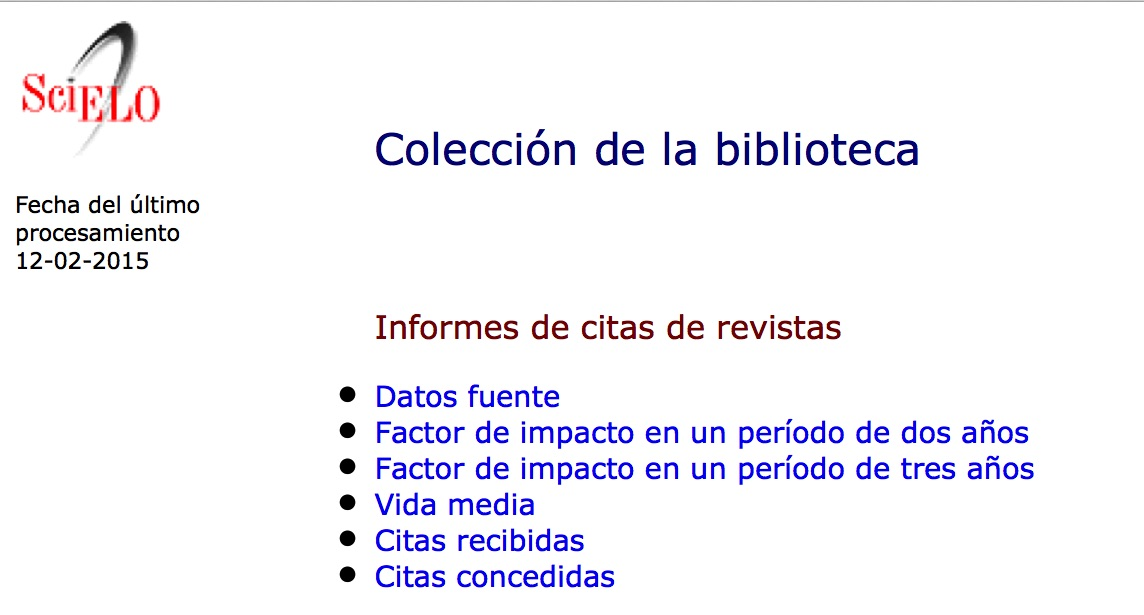 SciELO
Colección de la biblioteca
Fecha del último
procesamiento
12-02-2015
Informes de citas de revistas
Datos fuente
Factor de impacto en un período de dos años
Factor de impacto en un período de tres años
Vida media
Citas recibidas
Citas concedidas